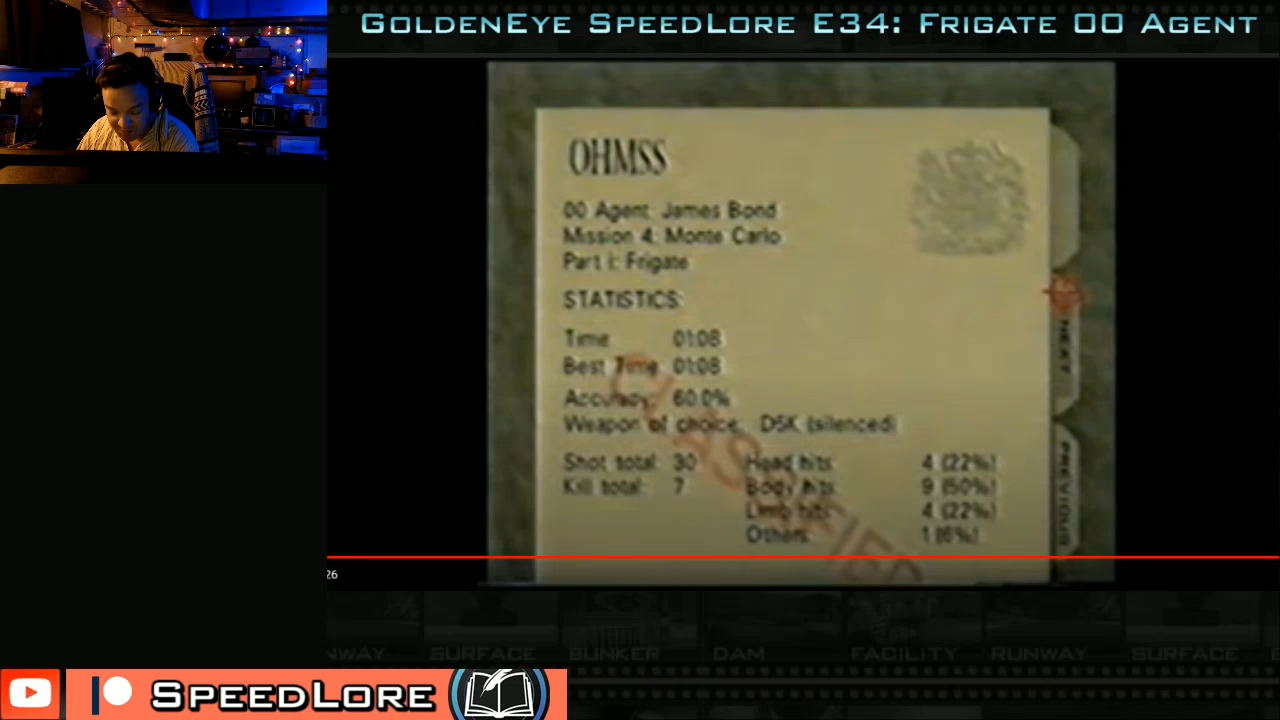 GOLDENEYE SPEEDLORE E34: FRIGATE 00 AGENT
OHMSS
00 Agent: James Bond
Mission 4: Monte Carlo
Part I: Frigate
STATISTICS:
Time: 01:08
Best Time: 01:08
Accuracy: 60.0%
Weapon of choice: D5K (silenced)
Shot total: 30 Head hits: 4 (22%)
Kill total: 7 Body hits: 9 (50%)
Limb hits: 4 (22%)
Others: 1 (6%)
CLASSIFIED
NEXT
PREVIOUS
26
NWAY SURFACE BUNKER DAM FACILITY RUNWAY SURFACE
SPEEDLORE